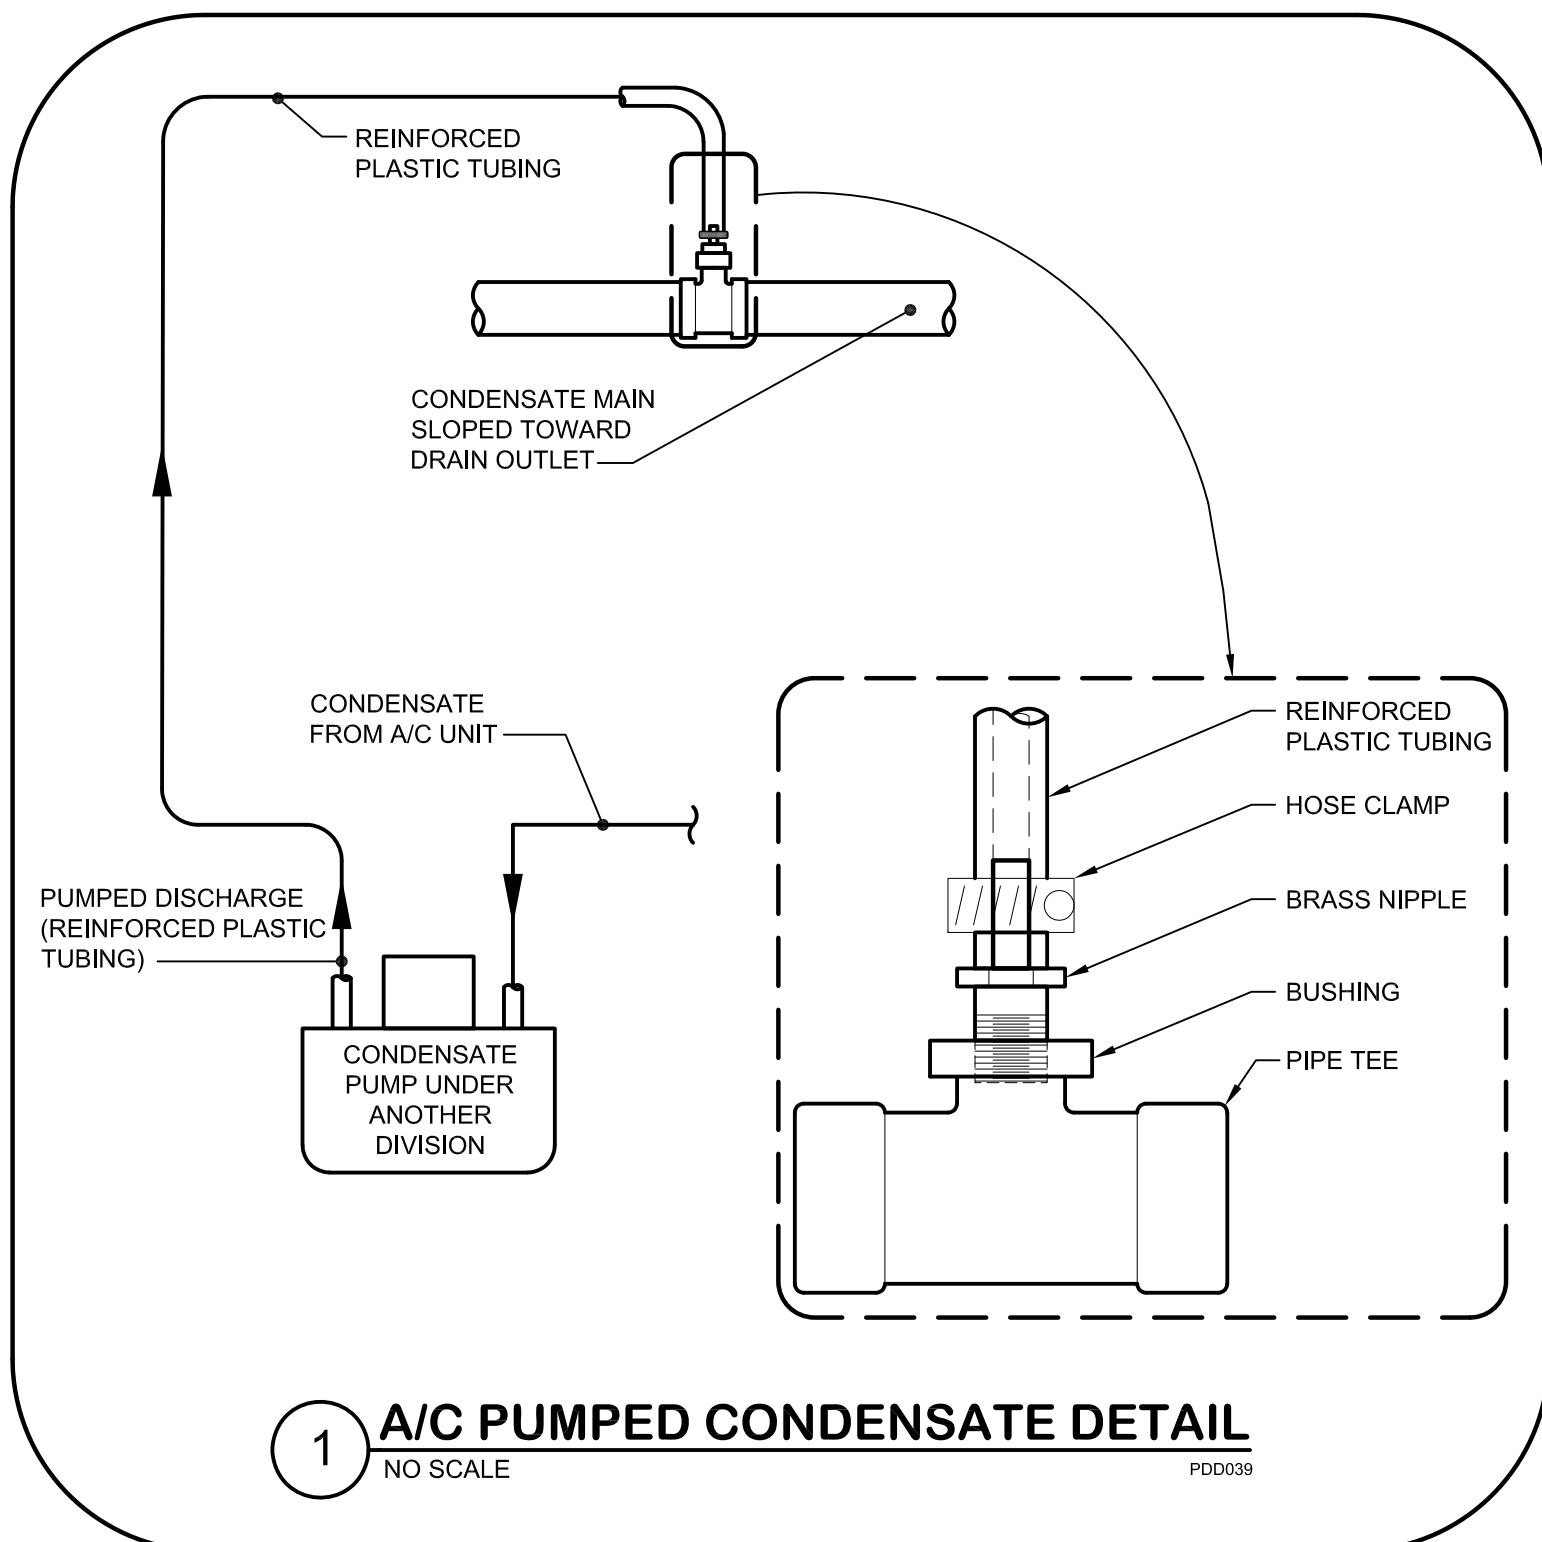 REINFORCED
PLASTIC TUBING
CONDENSATE MAIN
SLOPED TOWARD
DRAIN OUTLET
CONDENSATE
FROM A/C UNIT
PUMPED DISCHARGE
(REINFORCED PLASTIC
TUBING)
CONDENSATE
PUMP UNDER
ANOTHER
DIVISION
REINFORCED
PLASTIC TUBING
HOSE CLAMP
BRASS NIPPLE
BUSHING
PIPE TEE
1
A/C PUMPED CONDENSATE DETAIL
NO SCALE
PDD039